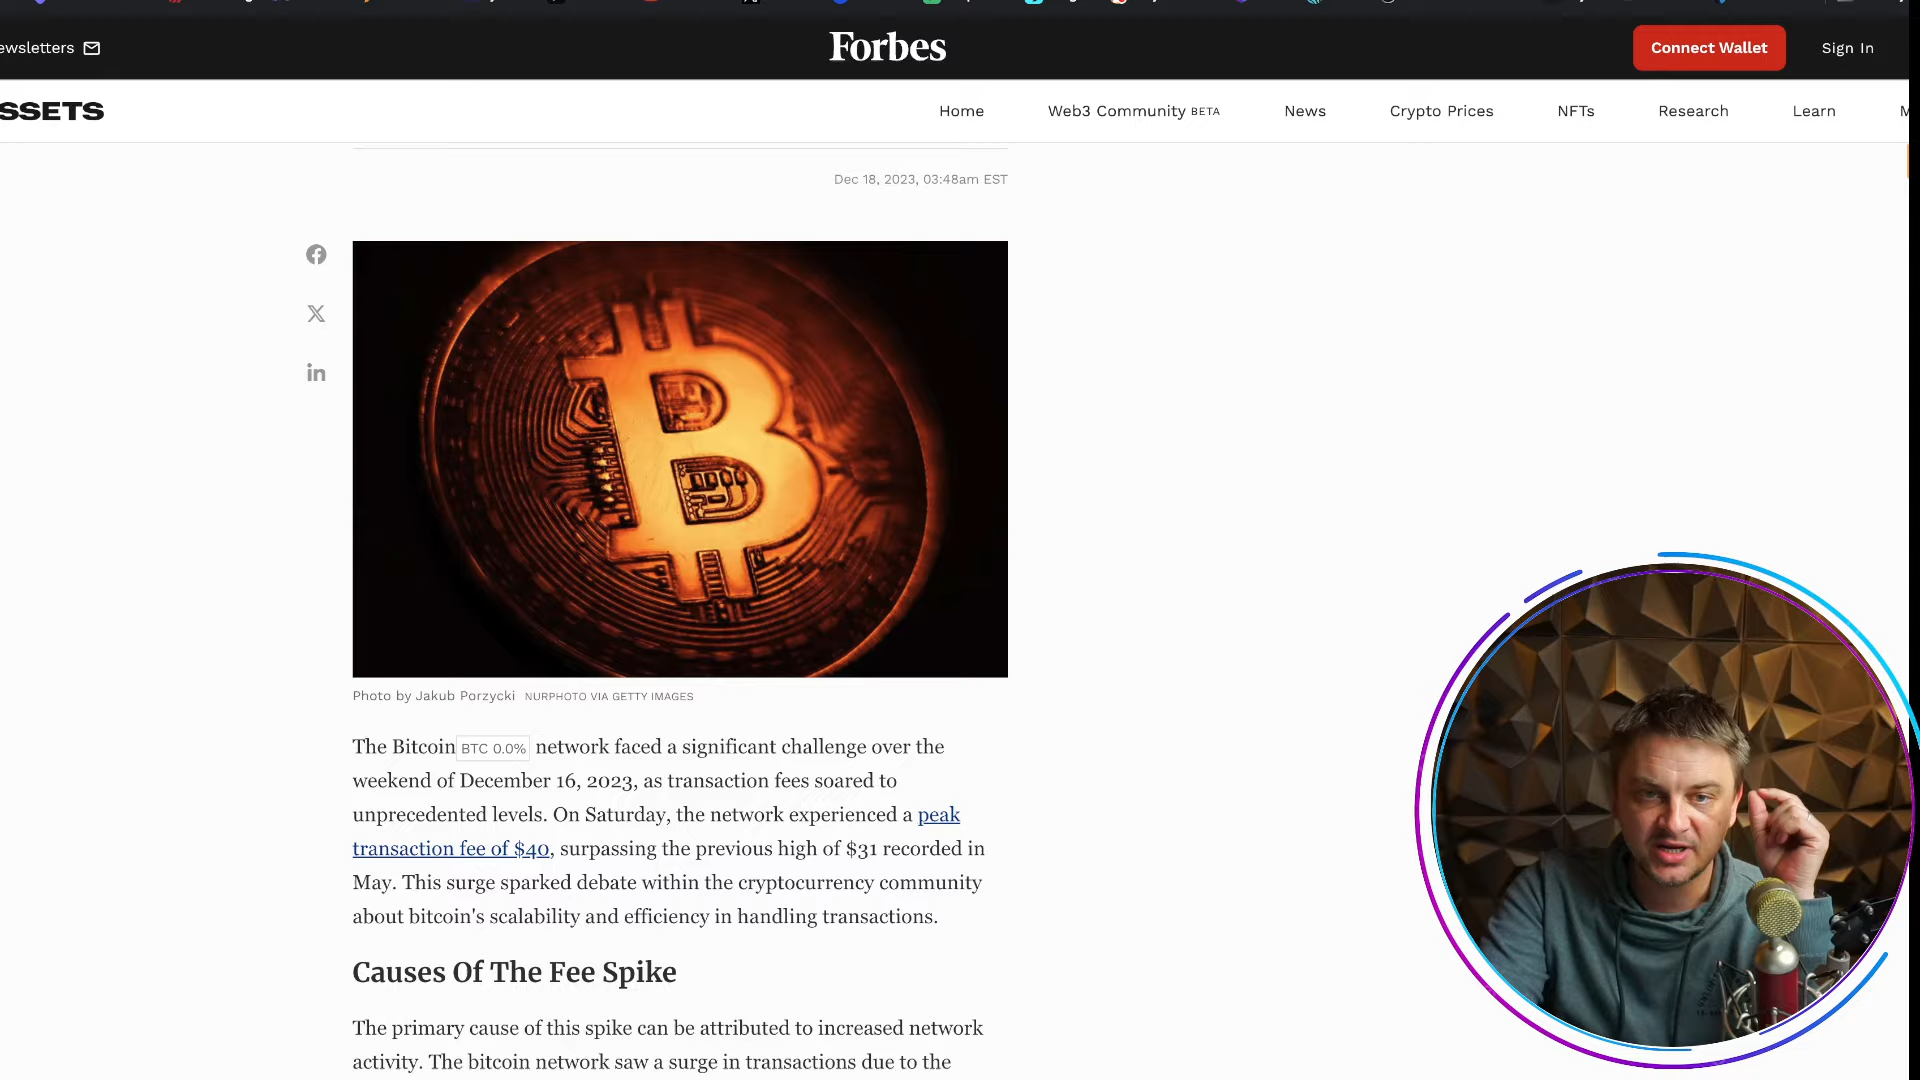 ewsletters
Forbes
Connect Wallet
Sign In
SSETS
Home
Web3 Community BETA
News
Crypto Prices
NFTs
Research
Learn
M
Dec 18, 2023, 03:48am EST
Photo by Jakub Porzycki NURPHOTO VIA GETTY IMAGES
The Bitcoin BTC 0.0% network faced a significant challenge over the
weekend of December 16, 2023, as transaction fees soared to
unprecedented levels. On Saturday, the network experienced a peak
transaction fee of $40, surpassing the previous high of $31 recorded in
May. This surge sparked debate within the cryptocurrency community
about bitcoin's scalability and efficiency in handling transactions.
Causes Of The Fee Spike
The primary cause of this spike can be attributed to increased network
activity. The bitcoin network saw a surge in transactions due to the